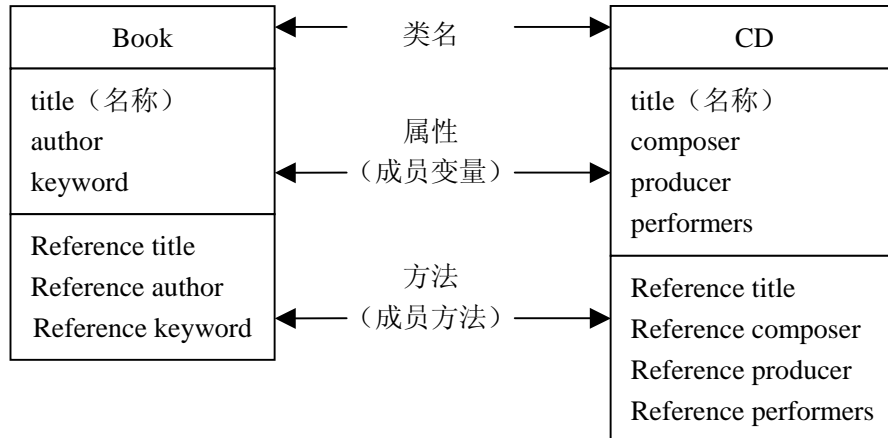 Book
title（名称）
author
keyword
Reference title
Reference author
Reference keyword
类名
属性
（成员变量）
方法
（成员方法）
CD
title（名称）
composer
producer
performers
Reference title
Reference composer
Reference producer
Reference performers